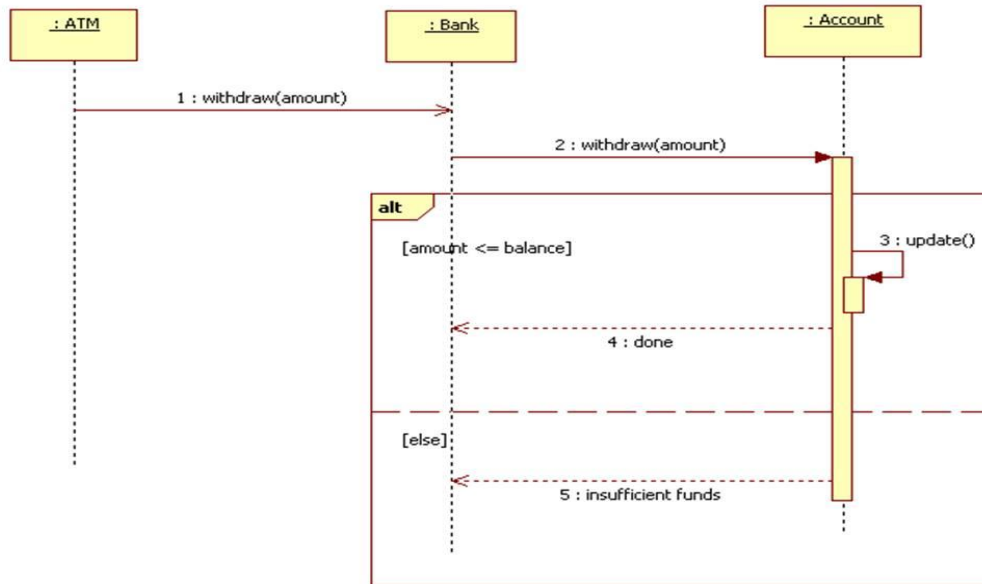 : ATM
: Bank
: Account
1 : withdraw(amount)
2 : withdraw(amount)
alt
[amount <= balance]
3 : update()
4 : done
[else]
5 : insufficient funds